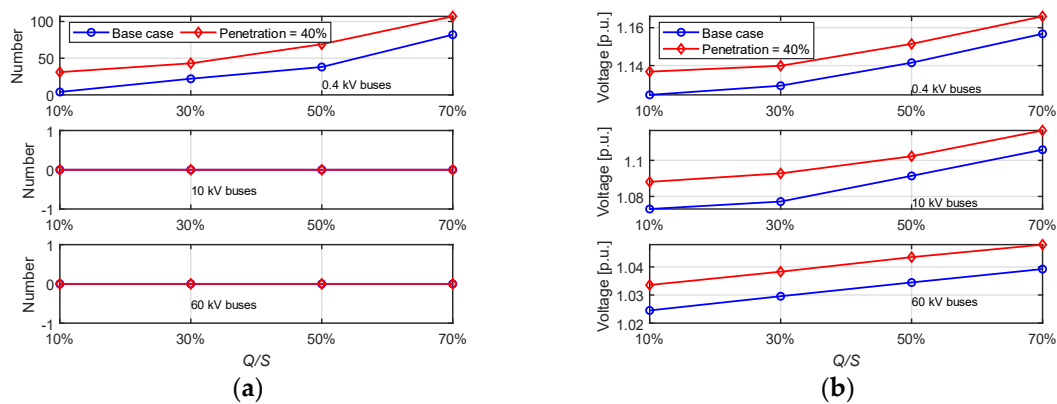 Number
100
50
0
Base case
Penetration = 40%
0.4 kV buses
10%
30%
50%
70%
Number
1
0
-1
10 kV buses
10%
30%
50%
70%
Number
1
0
-1
60 kV buses
10%
30%
50%
70%
Q/S
(a)
Voltage [p.u.]
1.16
1.14
Base case
Penetration = 40%
0.4 kV buses
10%
30%
50%
70%
Voltage [p.u.]
1.1
1.08
10 kV buses
10%
30%
50%
70%
Voltage [p.u.]
1.04
1.03
1.02
60 kV buses
10%
30%
50%
70%
Q/S
(b)